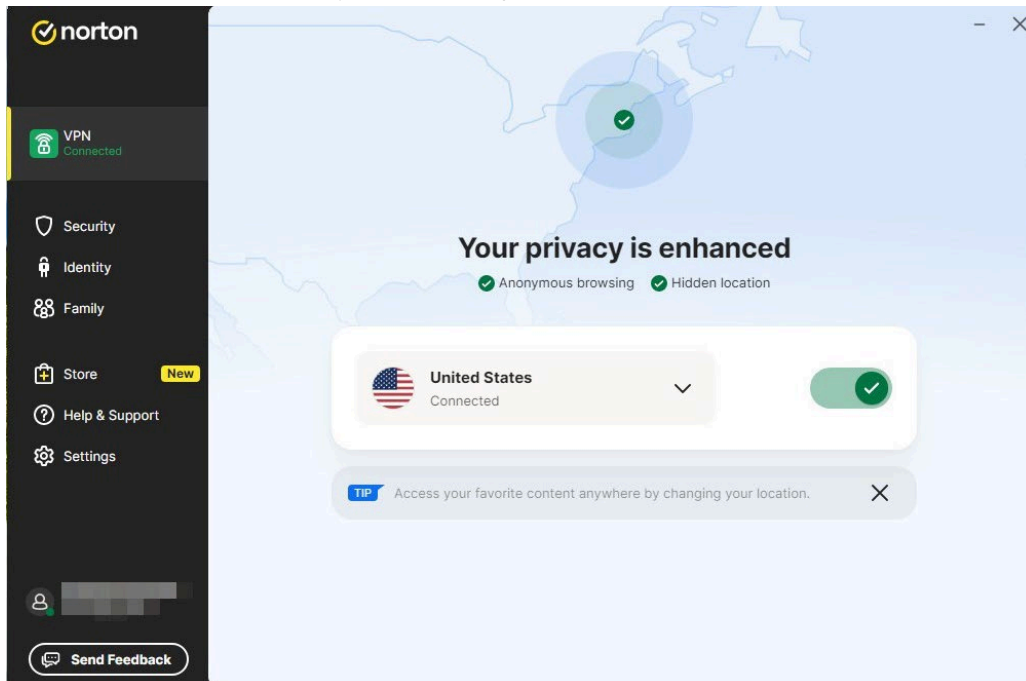 norton
VPN
Connected
Security
Identity
Family
Store New
Help & Support
Settings
Send Feedback
Your privacy is enhanced
Anonymous browsing Hidden location
United States
Connected
TIP Access your favorite content anywhere by changing your location.